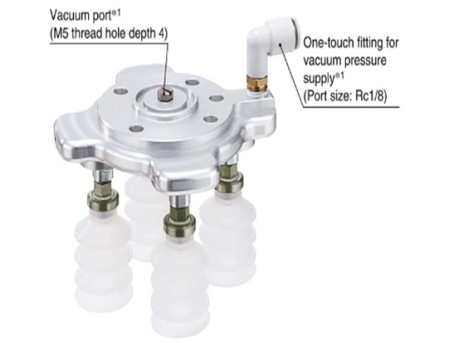 Vacuum port*1
(M5 thread hole depth 4)
One-touch fitting for
vacuum pressure
supply*1
(Port size: Rc1/8)